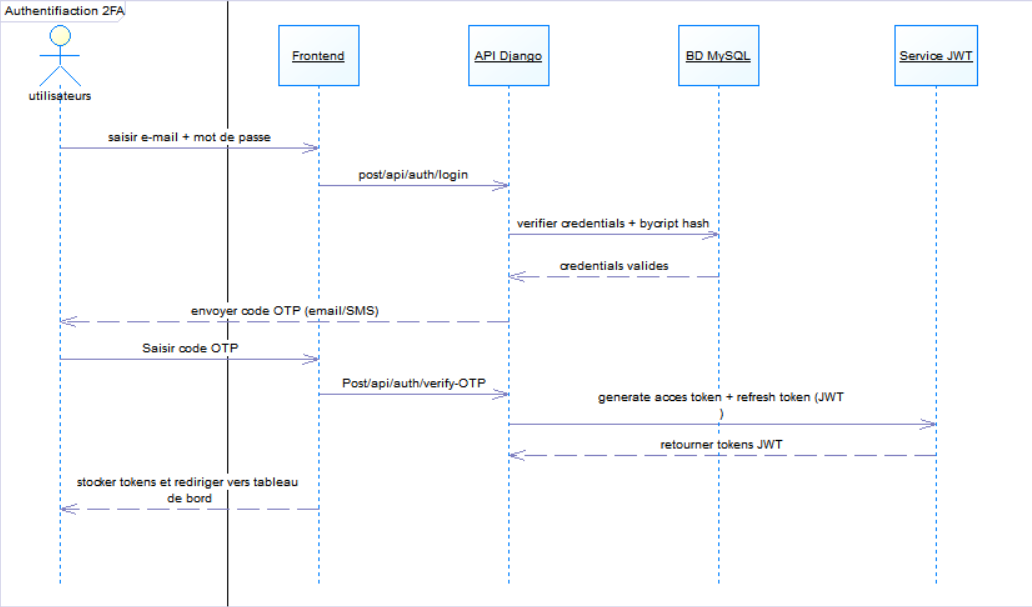 Authentifiaction 2FA
utilisateurs
Frontend
API Django
BD MySQL
Service JWT
saisir e-mail + mot de passe
post/api/auth/login
verifier credentials + bycript hash
credentials valides
envoyer code OTP (email/SMS)
Saisir code OTP
Post/api/auth/verify-OTP
generate acces token + refresh token (JWT
)
retourner tokens JWT
stocker tokens et rediriger vers tableau
de bord